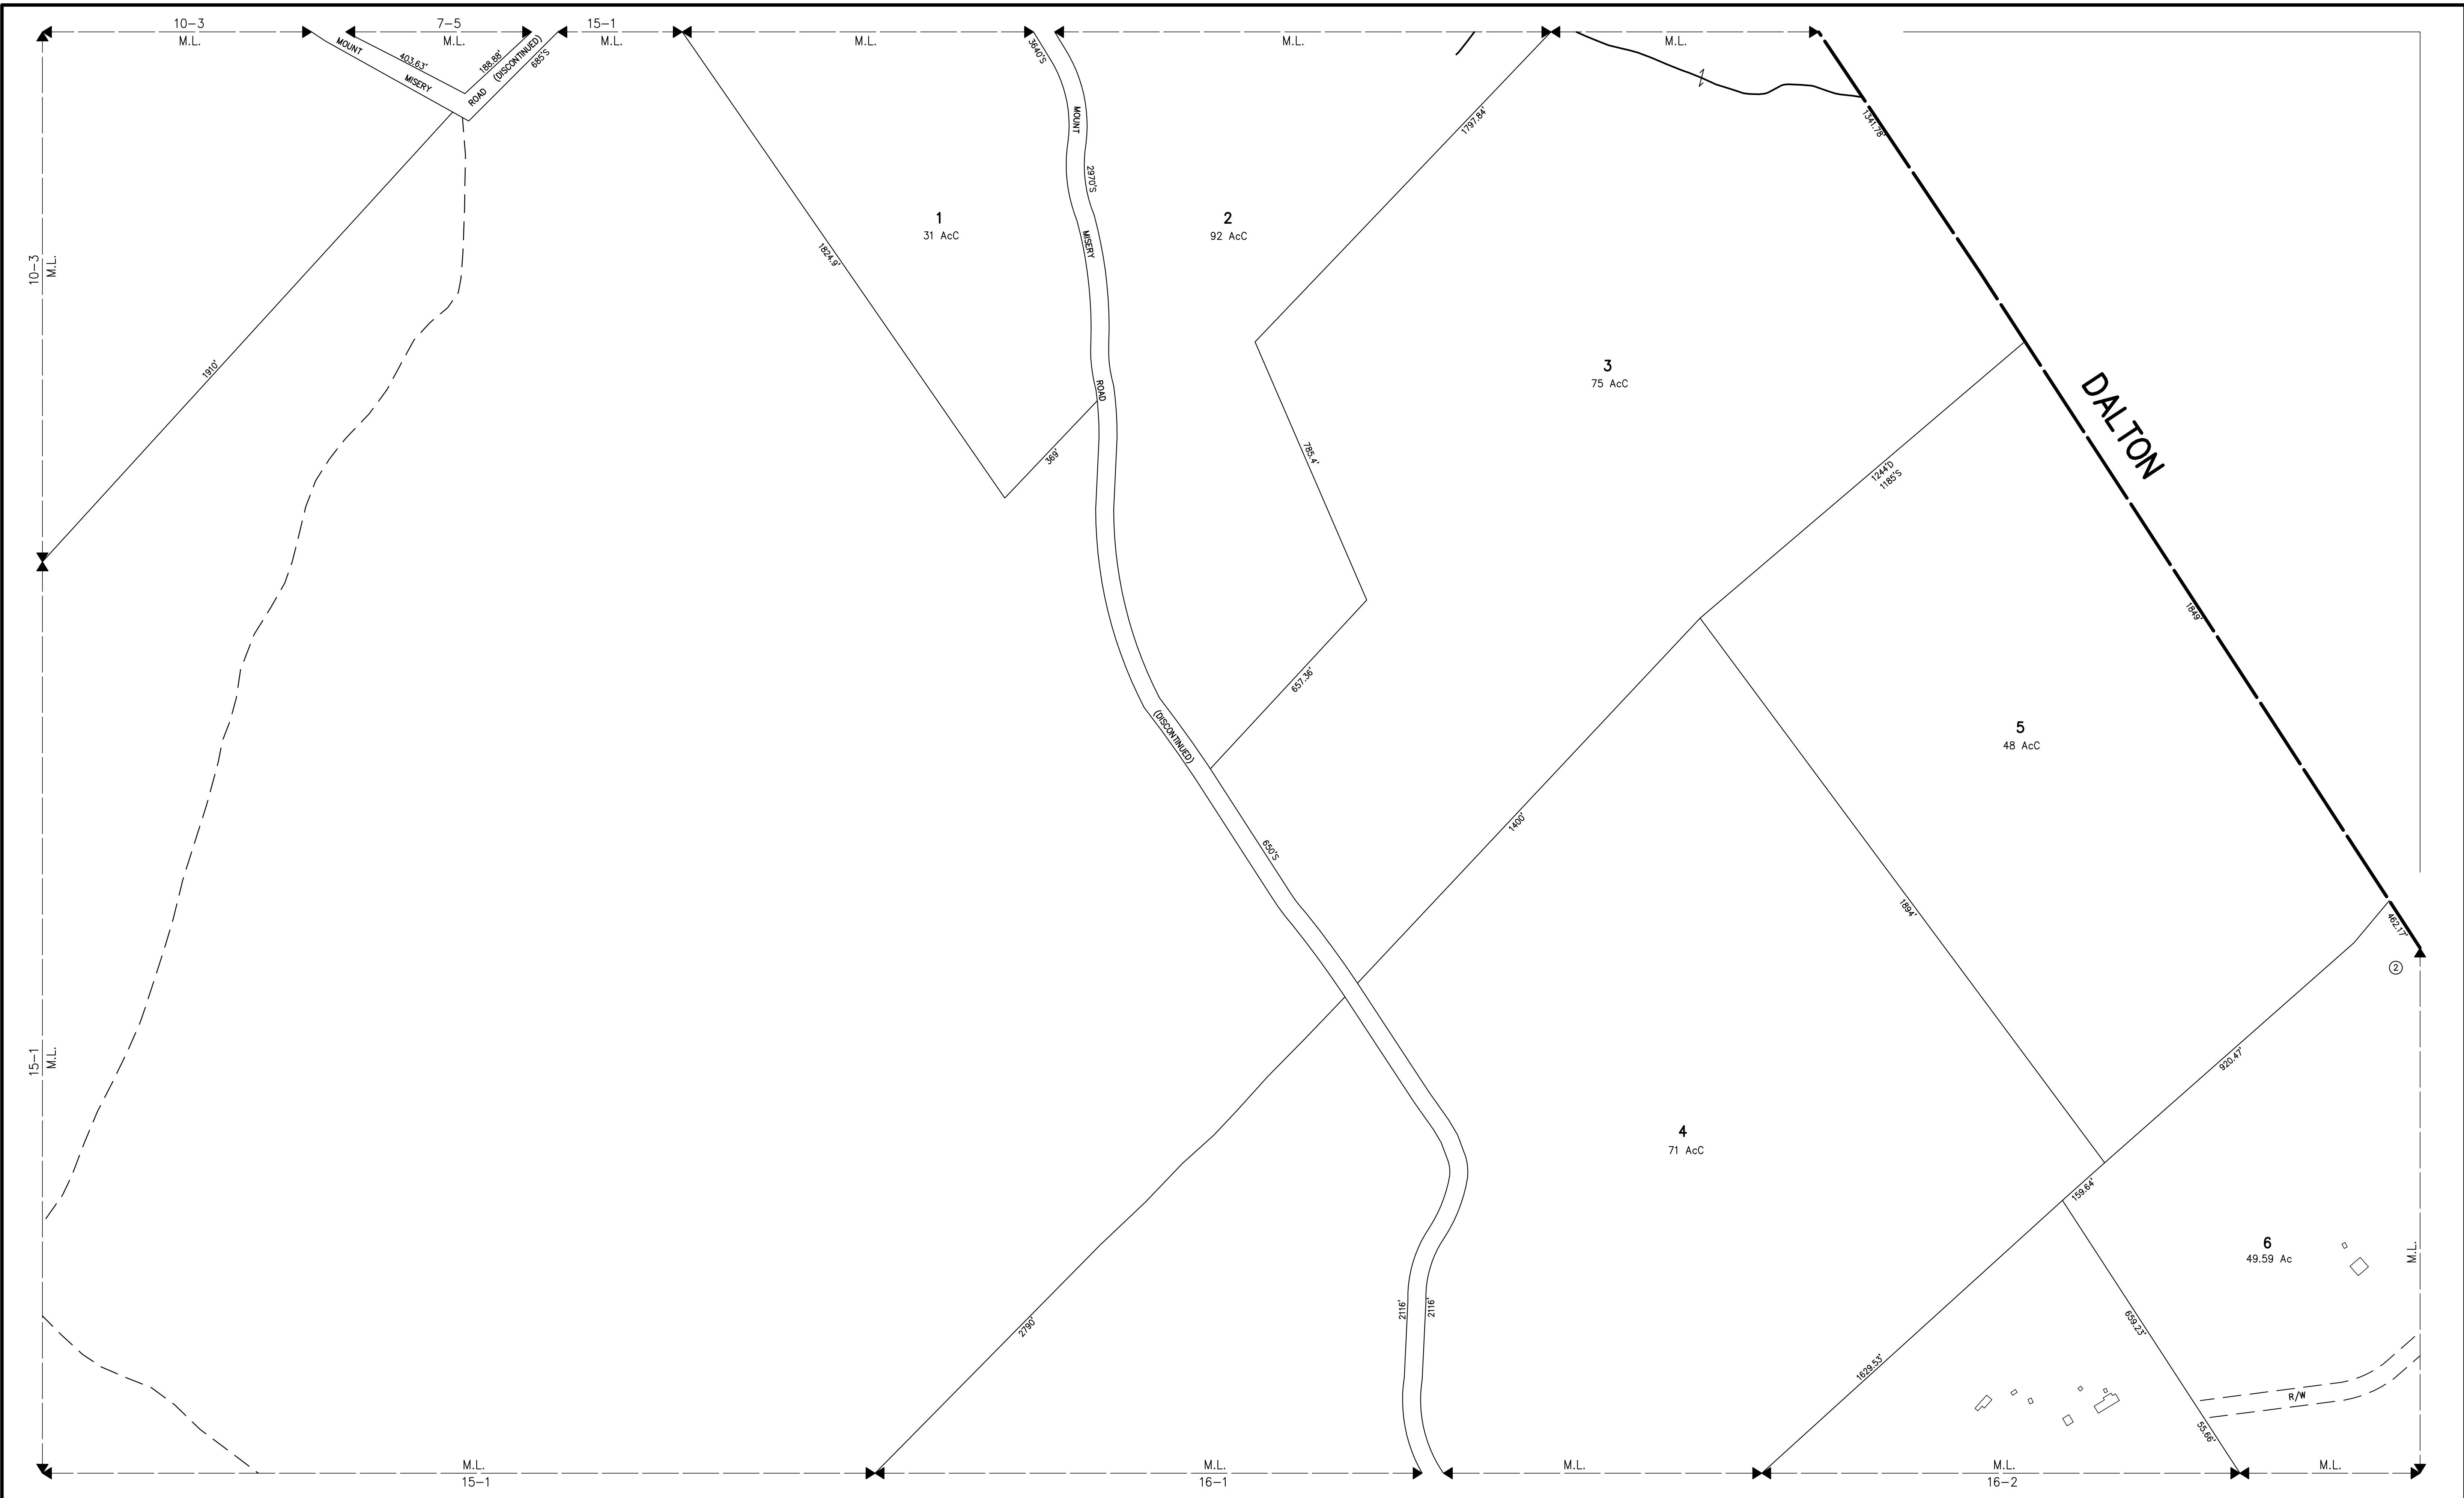 10-3
7-5
15-1
M.L.
M.L.
M.L.
M.L.
M.L.
M.L.
MOUNT
403.63'
188.88'
(DISCONTINUED)
685'S
MISERY
ROAD
3640'S
MOUNT
2970'S
MISERY
ROAD
(DISCONTINUED)
1797.84'
1341.78'
1
31 AcC
2
92 AcC
1824.9'
10-3
M.L.
1910'
369'
785.4'
3
75 AcC
DALTON
1244'D
1185'S
1849'
657.36'
5
48 AcC
650'S
1400'
1894'
462.17'
2
15-1
M.L.
920.47'
4
71 AcC
159.64'
6
49.59 Ac
M.L.
2790'
2116'
2116'
659.23'
1629.53'
R/W
55.66'
M.L.
15-1
M.L.
16-1
M.L.
M.L.
16-2
M.L.